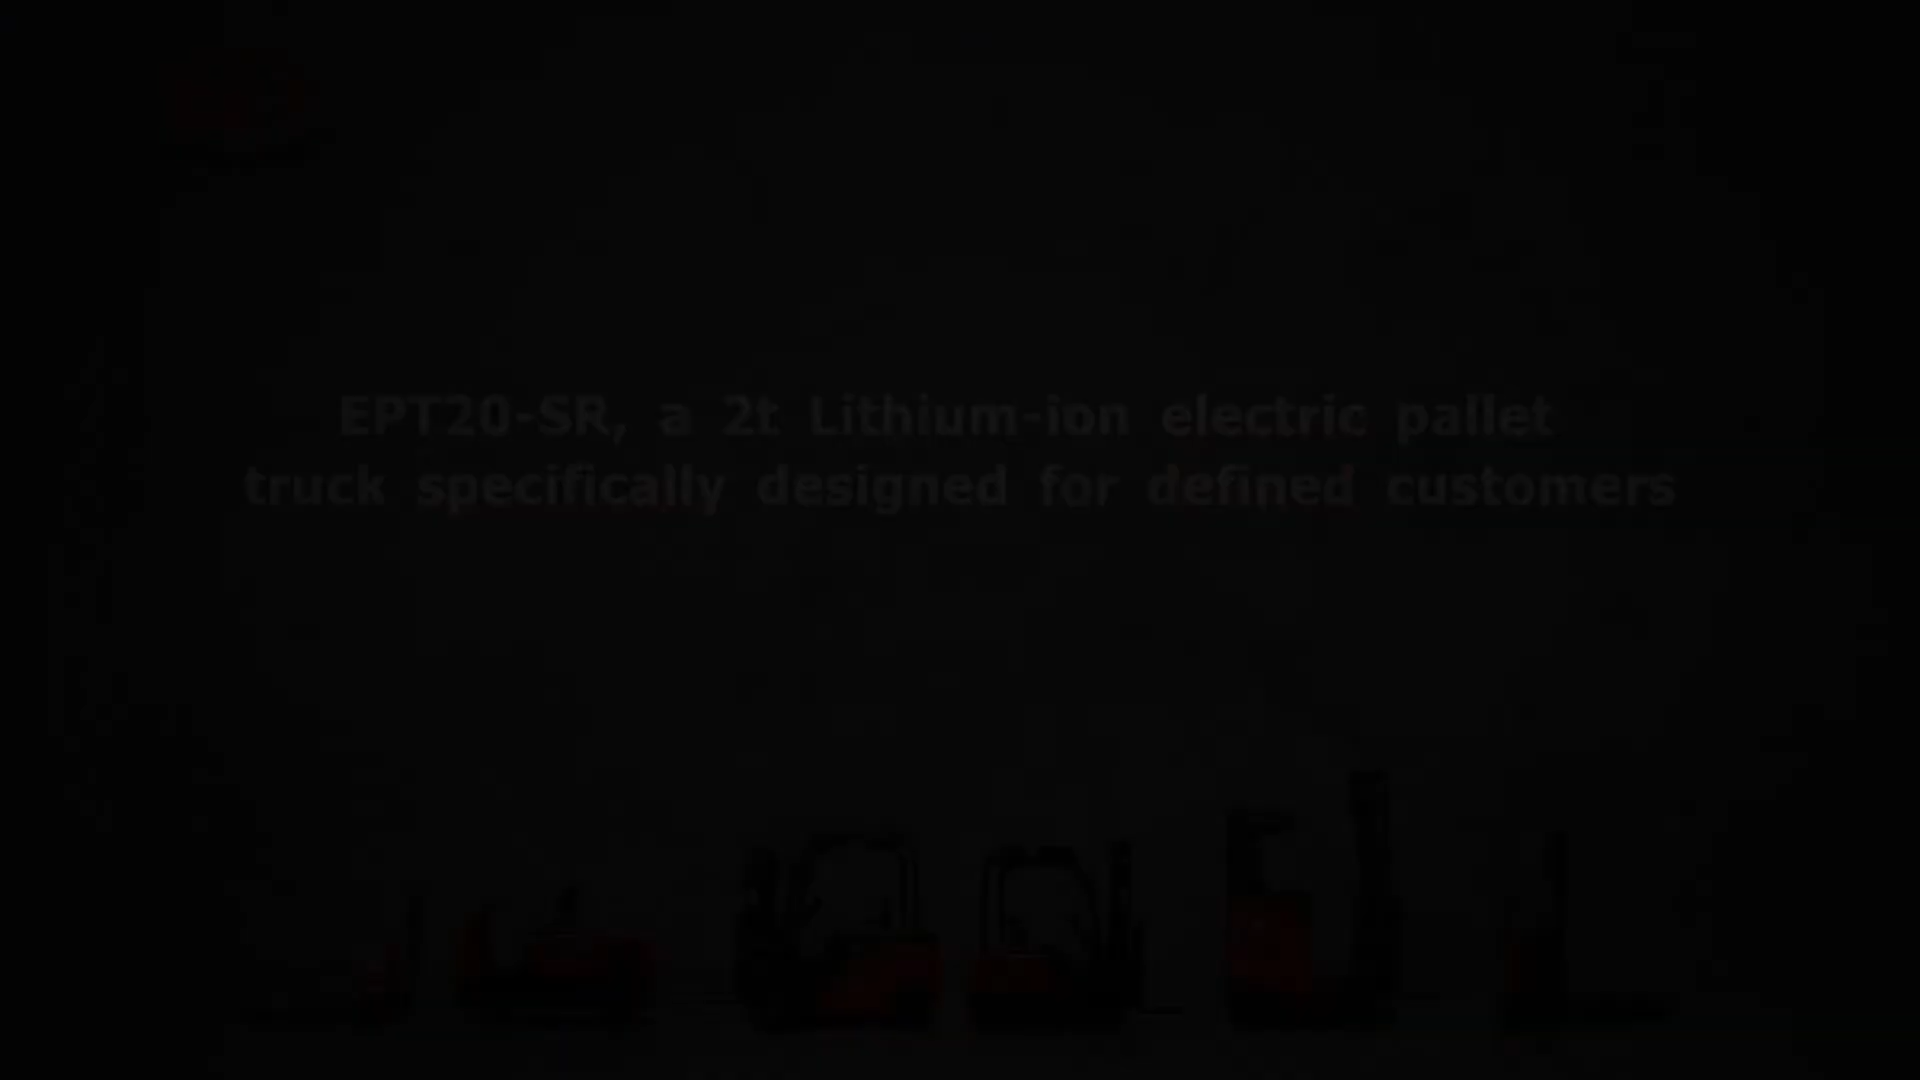 EPT20-SR, a 2t Lithium-ion electric pallet
truck specifically designed for defined customers